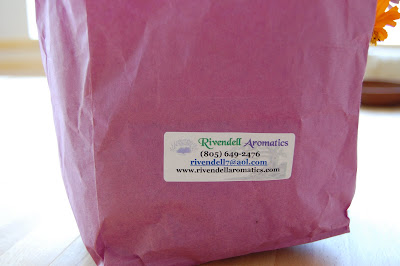 Rivendell Aromatics
(805) 649-2476
rivendell7@aol.com
www.rivendellaromatics.com